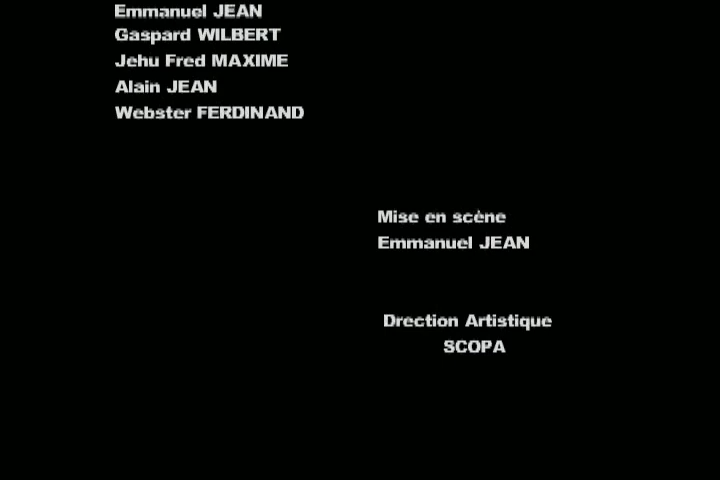 Emmanuel JEAN
Gaspard WILBERT
Jehu Fred MAXIME
Alain JEAN
Webster FERDINAND
Mise en scène
Emmanuel JEAN
Drection Artistique
SCOPA